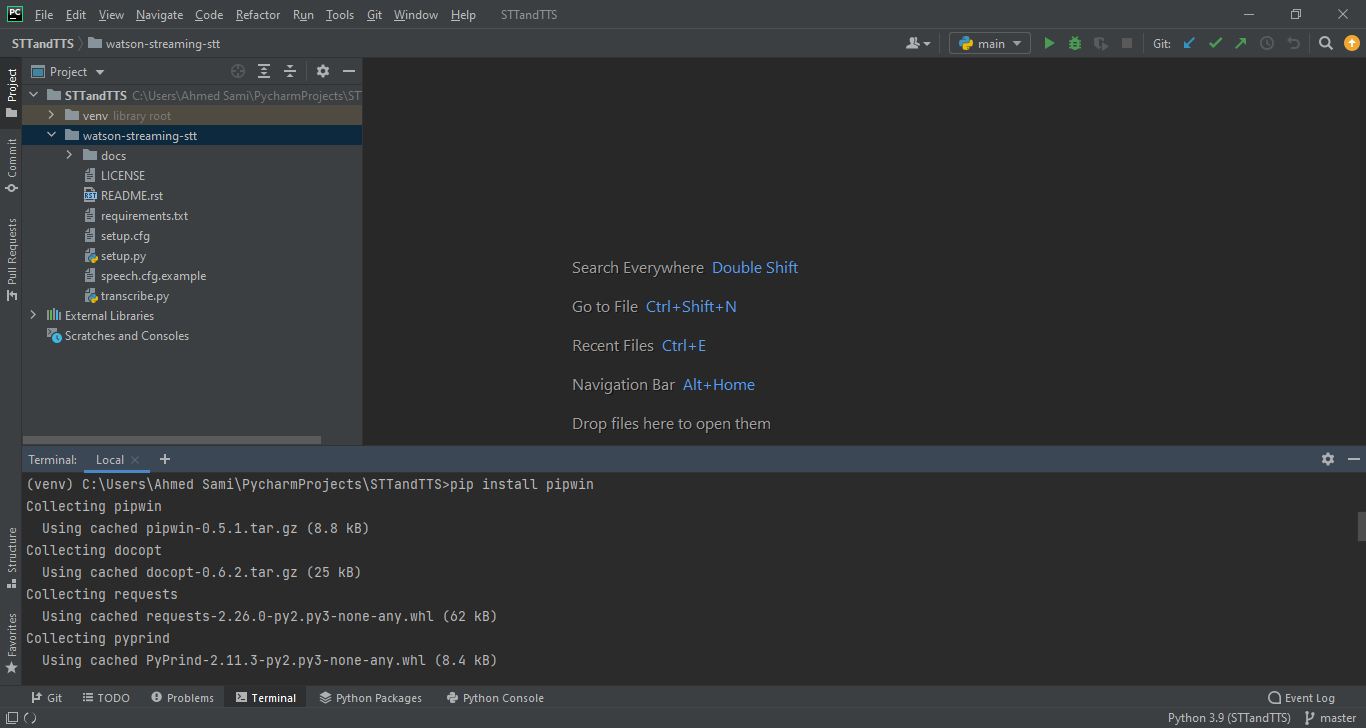 PC File Edit View Navigate Code Refactor Run Tools Git Window Help STTandTTS
STTandTTS watson-streaming-stt main Git:
Project
Project
STTandTTS C:\Users\Ahmed Sami\PycharmProjects\ST
venv library root
watson-streaming-stt
docs
LICENSE
RST README.rst
requirements.txt
setup.cfg
setup.py
speech.cfg.example
transcribe.py
External Libraries
Scratches and Consoles
Commit
Pull Requests
Search Everywhere Double Shift
Go to File Ctrl+Shift+N
Recent Files Ctrl+E
Navigation Bar Alt+Home
Drop files here to open them
Structure
Favorites
Terminal: Local
(venv) C:\Users\Ahmed Sami\PycharmProjects\STTandTTS>pip install pipwin
Collecting pipwin
Using cached pipwin-0.5.1.tar.gz (8.8 kB)
Collecting docopt
Using cached docopt-0.6.2.tar.gz (25 kB)
Collecting requests
Using cached requests-2.26.0-py2.py3-none-any.whl (62 kB)
Collecting pyprind
Using cached PyPrind-2.11.3-py2.py3-none-any.whl (8.4 kB)
Git TODO Problems Terminal Python Packages Python Console Event Log
Python 3.9 (STTandTTS) master